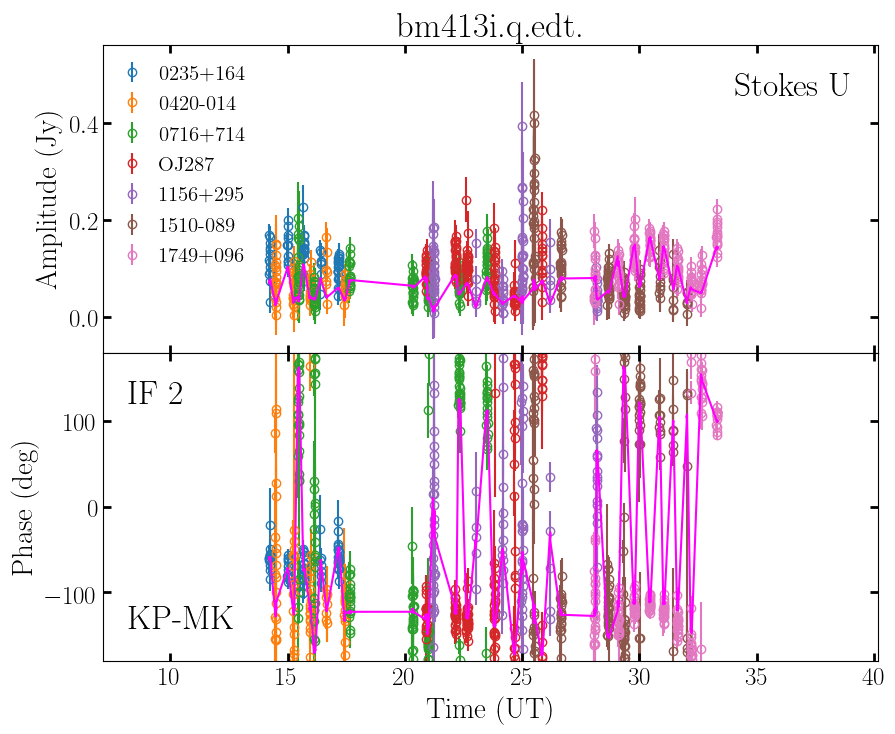 bm413i.q.edt.
Stokes U
0235+164
0420-014
0716+714
OJ287
1156+295
1510-089
1749+096
Amplitude (Jy)
0.4
0.2
0.0
IF 2
KP-MK
Phase (deg)
100
0
−100
10 15 20 25 30 35 40
Time (UT)